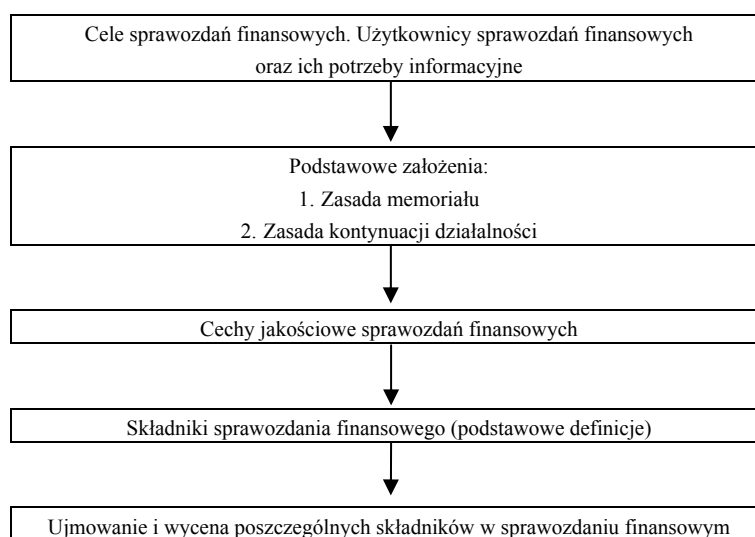 Cele sprawozdań finansowych. Użytkownicy sprawozdań finansowych
oraz ich potrzeby informacyjne
Podstawowe założenia:
1. Zasada memoriału
2. Zasada kontynuacji działalności
Cechy jakościowe sprawozdań finansowych
Składniki sprawozdania finansowego (podstawowe definicje)
Ujmowanie i wycena poszczególnych składników w sprawozdaniu finansowym